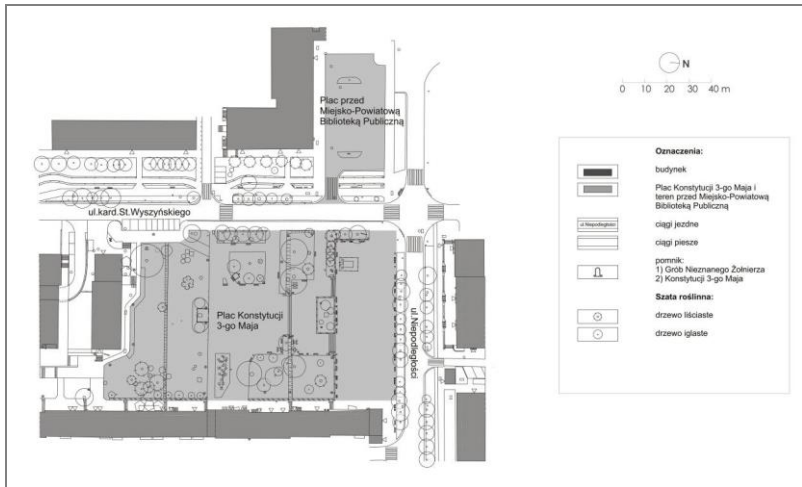 Plac przed
Miejsko-Powiatową
Biblioteką Publiczną
ul.kard.St.Wyszyńskiego
Plac Konstytucji
3-go Maja
ul.Niepodległości
N
0 10 20 30 40 m
Oznaczenia:
budynek
Plac Konstytucji 3-go Maja i
teren przed Miejsko-Powiatową
Biblioteką Publiczną
ul Niepodległości
ciągi jezdne
ciągi piesze
pomnik:
1) Grób Nieznanego Żołnierza
2) Konstytucji 3-go Maja
Szata roślinna:
drzewo liściaste
drzewo iglaste